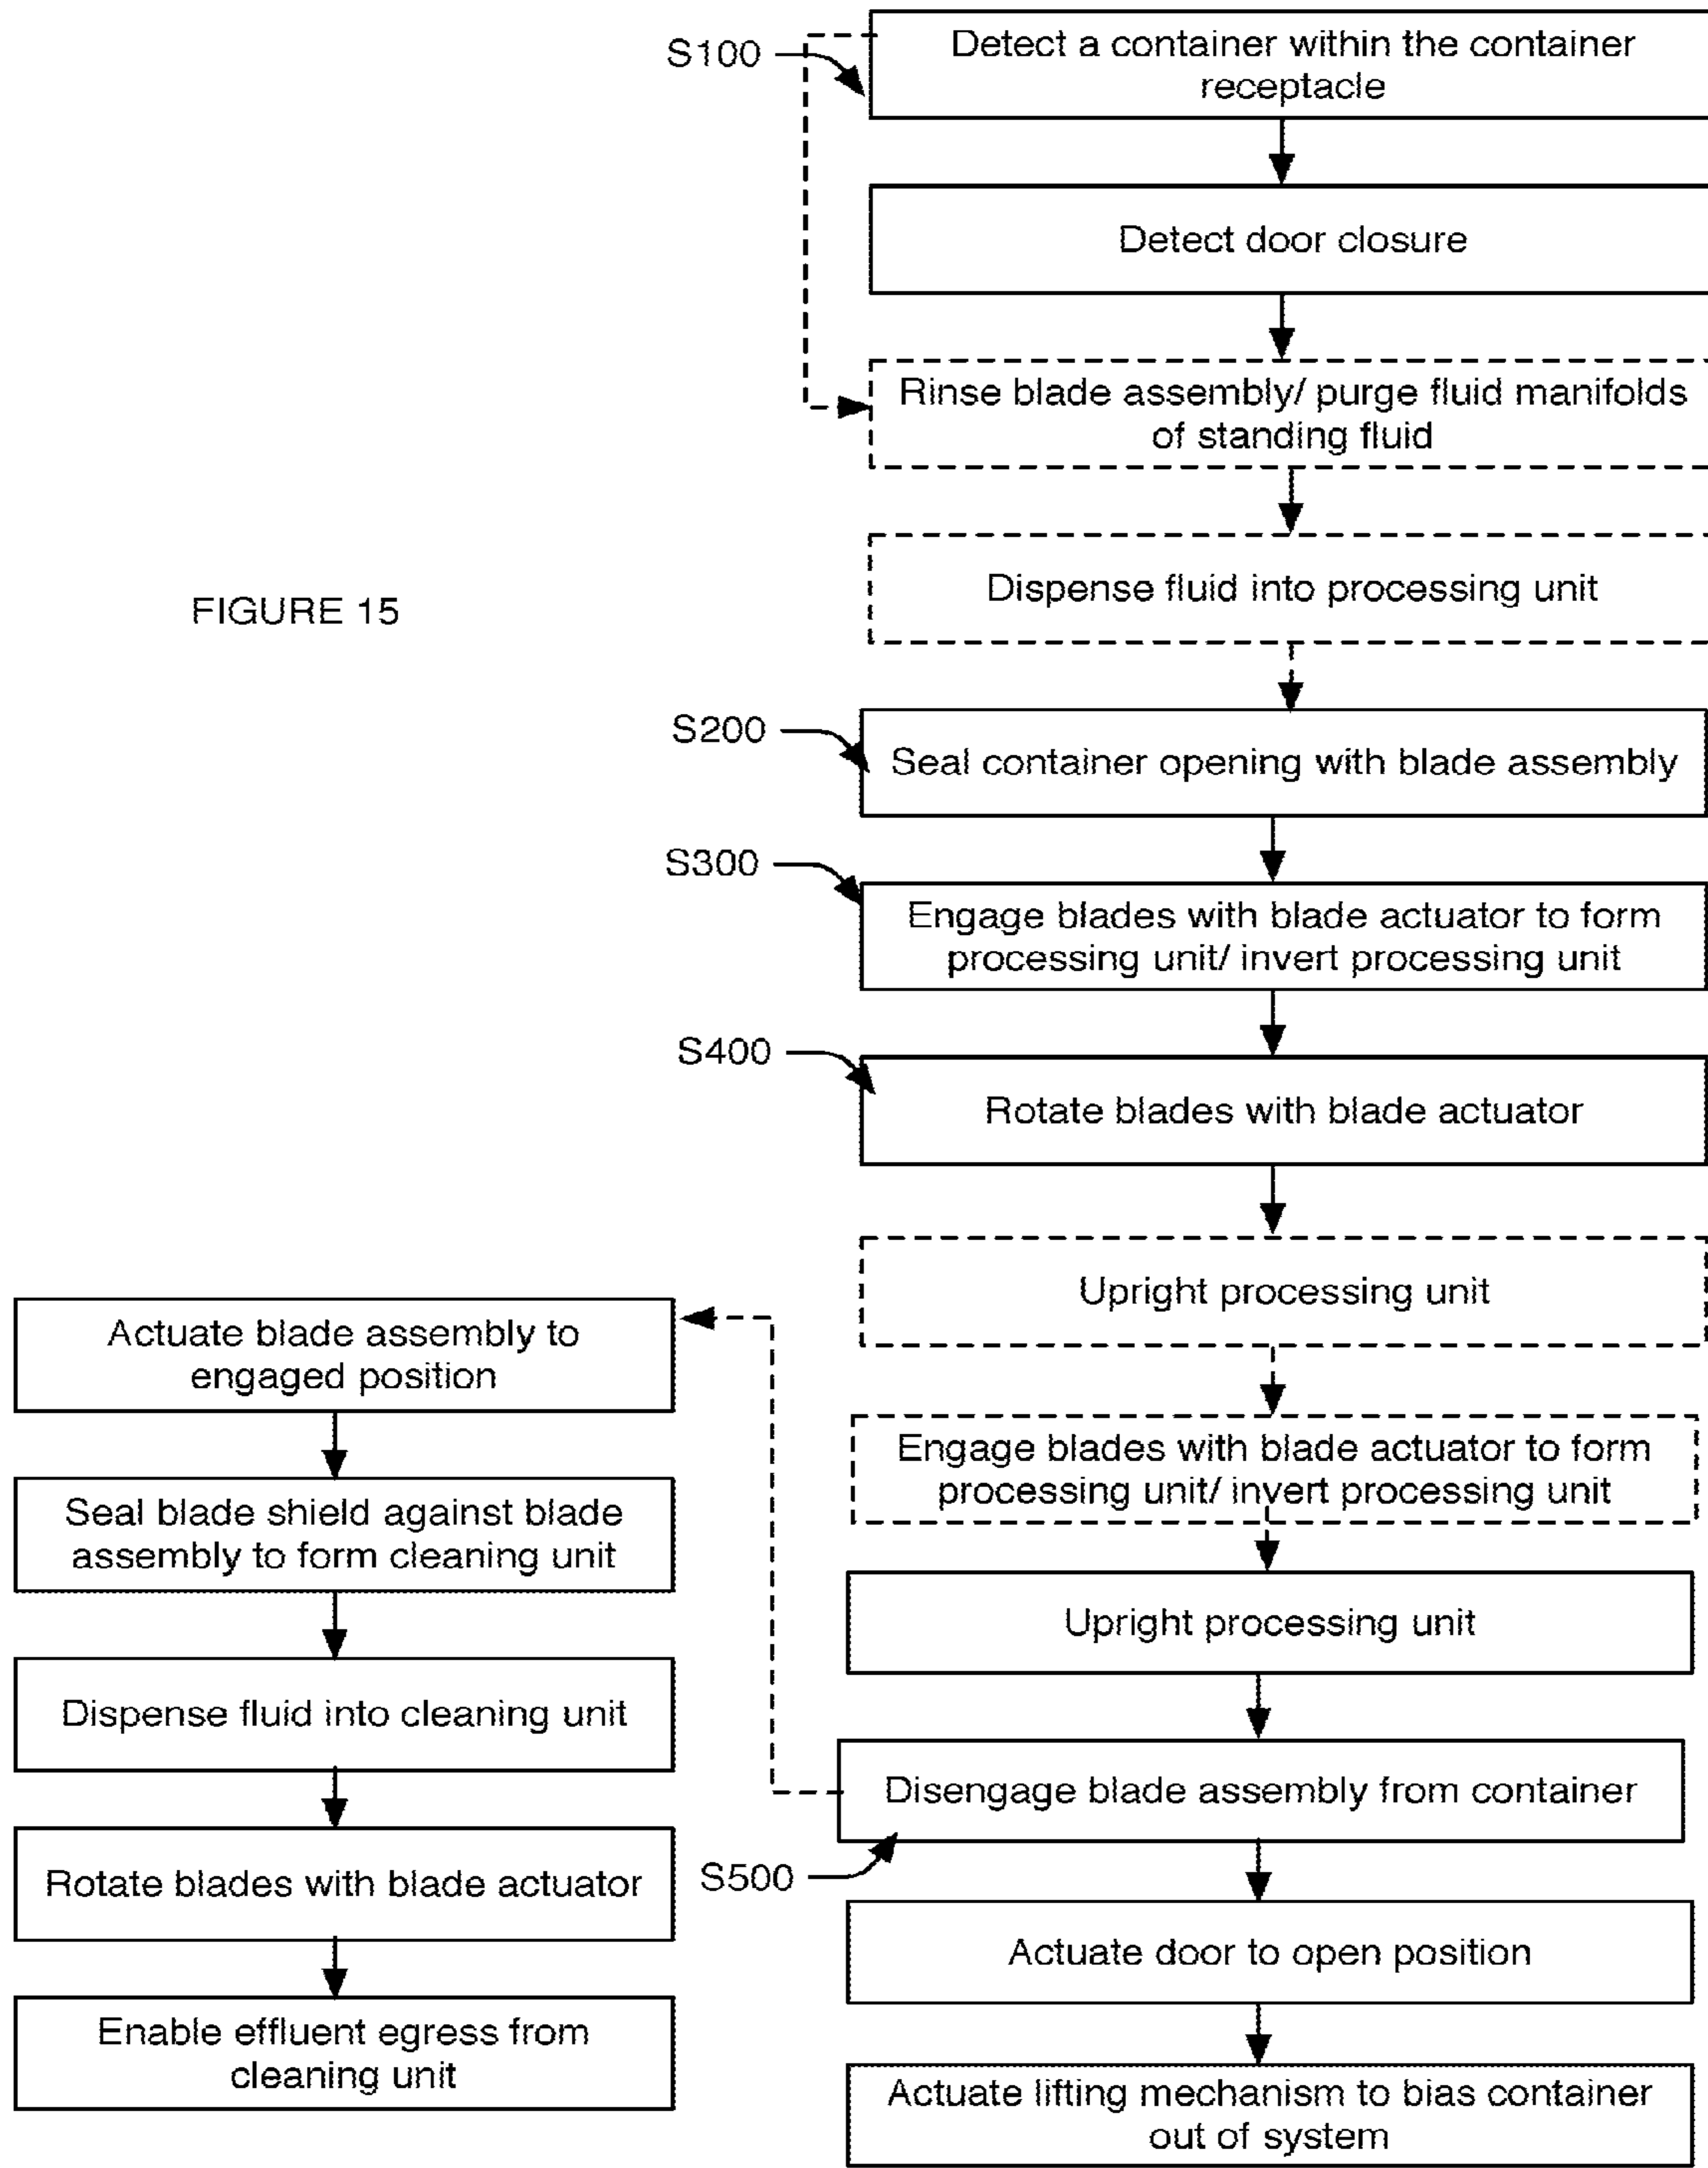 S100
Detect a container within the container
receptacle
Detect door closure
Rinse blade assembly/ purge fluid manifolds
of standing fluid
Dispense fluid into processing unit
FIGURE 15
S200
Seal container opening with blade assembly
S300
Engage blades with blade actuator to form
processing unit/ invert processing unit
S400
Rotate blades with blade actuator
Upright processing unit
Engage blades with blade actuator to form
processing unit/ invert processing unit
Upright processing unit
Disengage blade assembly from container
S500
Actuate door to open position
Actuate lifting mechanism to bias container
out of system
Actuate blade assembly to
engaged position
Seal blade shield against blade
assembly to form cleaning unit
Dispense fluid into cleaning unit
Rotate blades with blade actuator
Enable effluent egress from
cleaning unit